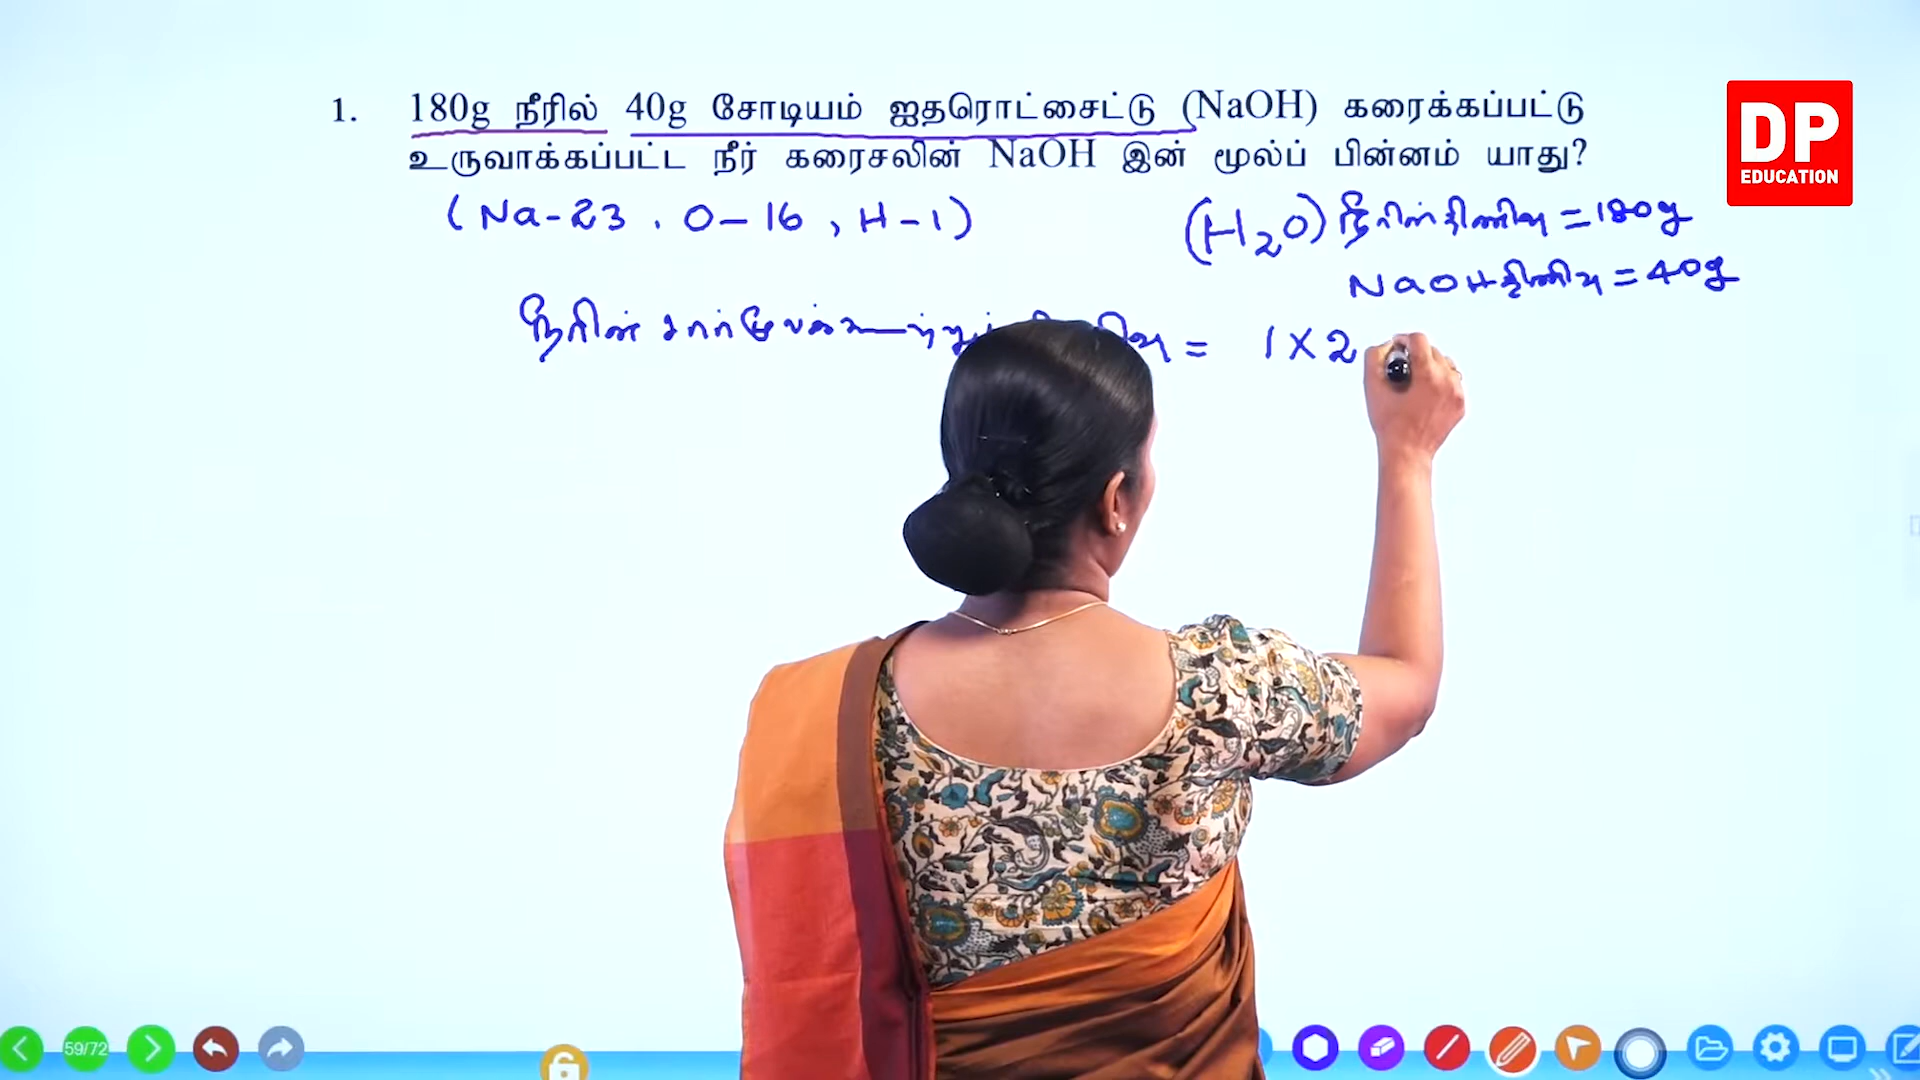 1. 180g நீரில் 40g சோடியம் ஐதரொட்சைட்டு (NaOH) கரைக்கப்பட்டு
உருவாக்கப்பட்ட நீர் கரைசலின் NaOH இன் மூல்ப் பின்னம் யாது?
(Na-23, O-16, H-1)
(H₂O) நீரின் திணிவு = 180g
NaOH திணிவு = 40g
நீரின் சார் மூலக்கூற்றுத் = 1×2
DP
EDUCATION
59/72